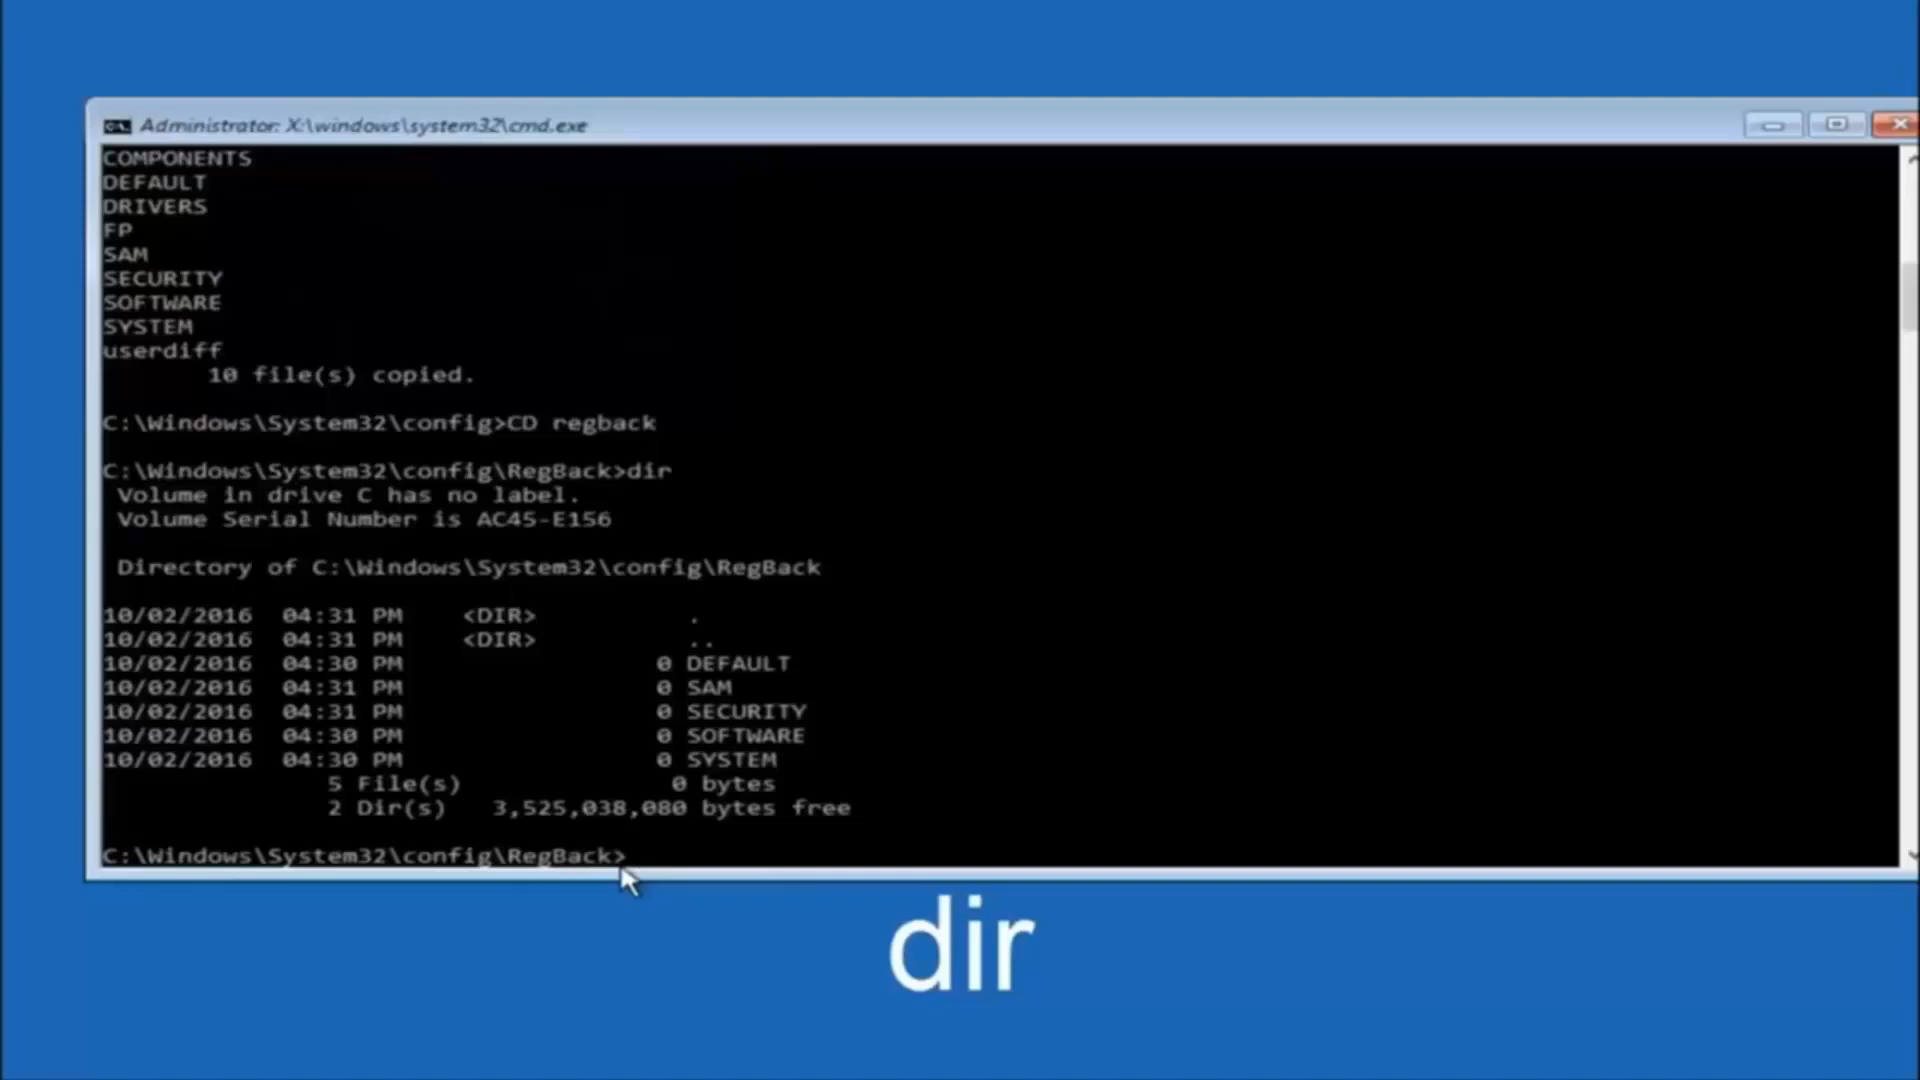 Administrator: X:\windows\system32\cmd.exe
COMPONENTS
DEFAULT
DRIVERS
FP
SAM
SECURITY
SOFTWARE
SYSTEM
userdiff
10 file(s) copied.
C:\Windows\System32\config>CD regback
C:\Windows\System32\config\RegBack>dir
Volume in drive C has no label.
Volume Serial Number is AC45-E156
Directory of C:\Windows\System32\config\RegBack
10/02/2016 04:31 PM <DIR> .
10/02/2016 04:31 PM <DIR> ..
10/02/2016 04:30 PM 0 DEFAULT
10/02/2016 04:31 PM 0 SAM
10/02/2016 04:31 PM 0 SECURITY
10/02/2016 04:30 PM 0 SOFTWARE
10/02/2016 04:30 PM 0 SYSTEM
5 File(s) 0 bytes
2 Dir(s) 3,525,038,080 bytes free
C:\Windows\System32\config\RegBack>
dir